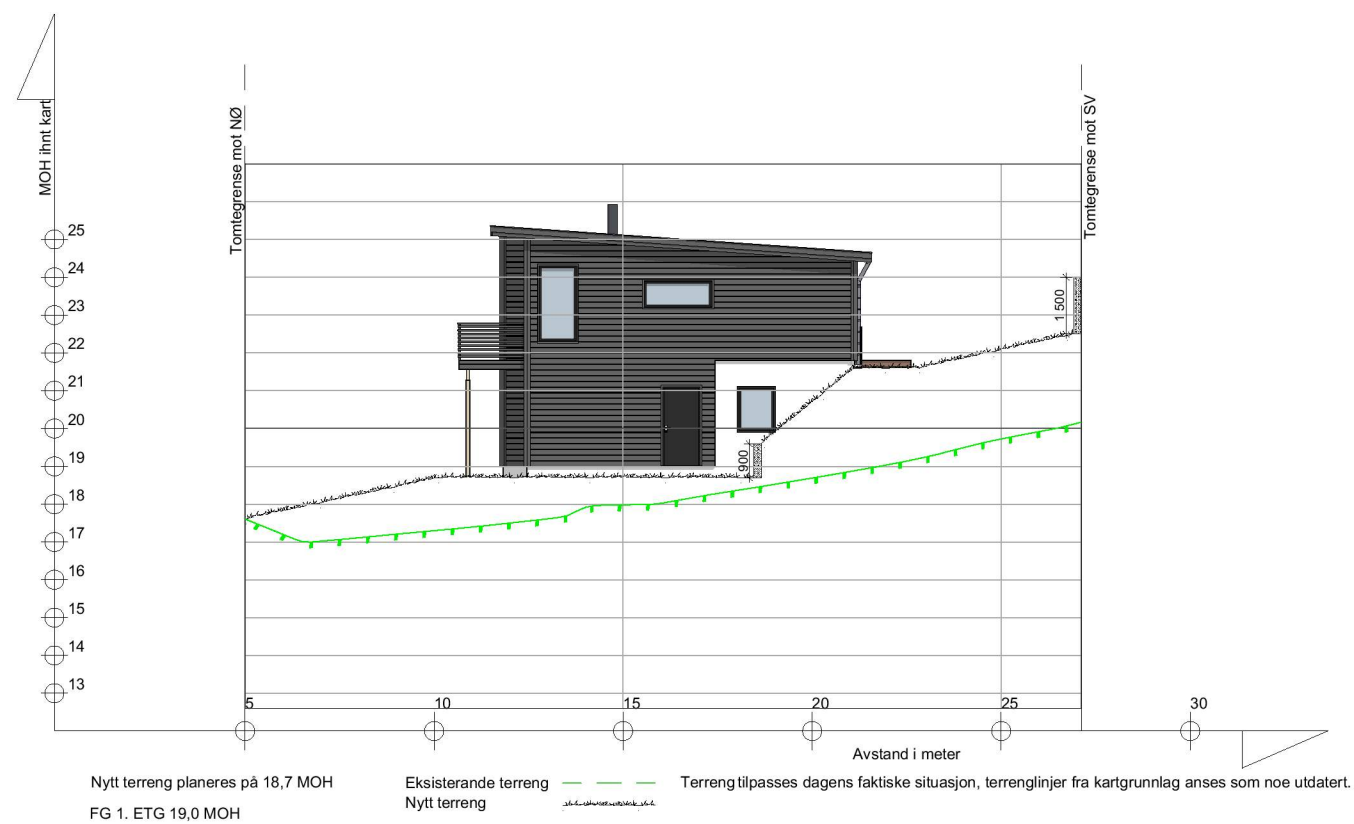 MOH ihnt kart
Tomtegrense mot NØ
Tomtegrense mot SV
25
24
23
22
21
20
19
18
17
16
15
14
13
1 500
900
5
10
15
20
25
30
Avstand i meter
Nytt terreng planeres på 18,7 MOH
FG 1. ETG 19,0 MOH
Eksisterande terreng
Nytt terreng
Terreng tilpasses dagens faktiske situasjon, terrenglinjer fra kartgrunnlag anses som noe utdatert.